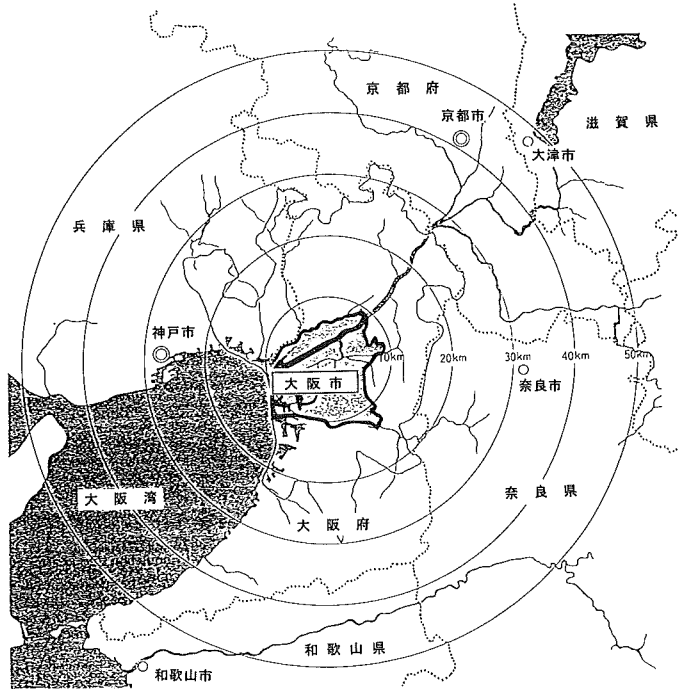 京都府
京都市
滋賀県
大津市
兵庫県
神戸市
10km
20km
30km
40km
50km
大阪市
奈良市
大阪湾
奈良県
大阪府
和歌山県
和歌山市